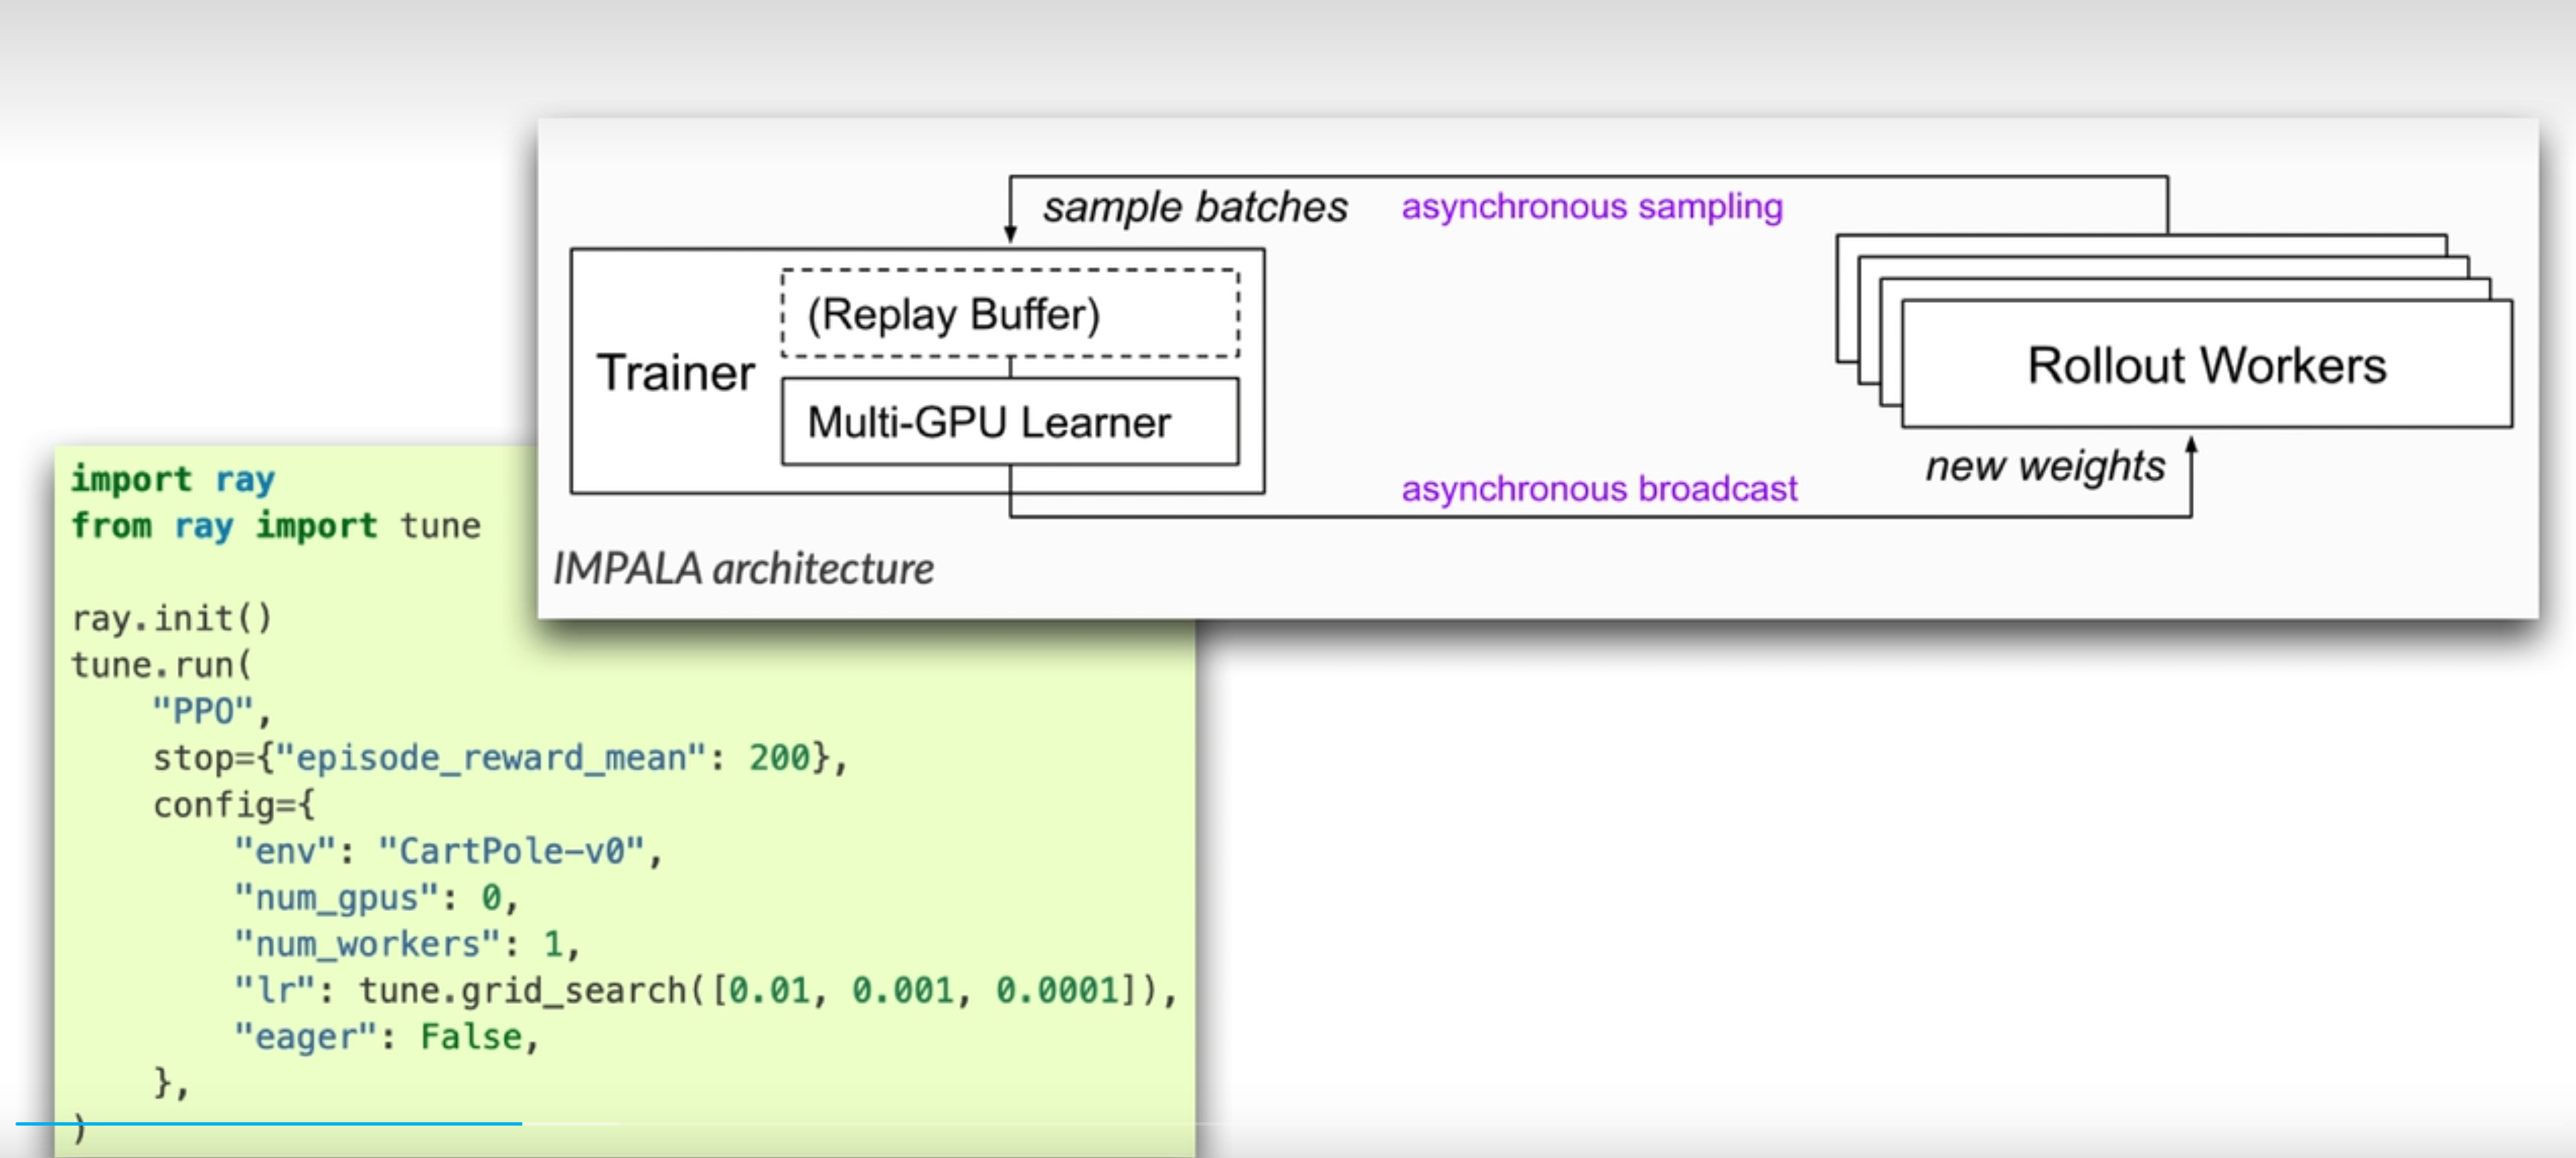 sample batches asynchronous sampling
(Replay Buffer)
Trainer
Multi-GPU Learner
Rollout Workers
new weights
asynchronous broadcast
IMPALA architecture
import ray
from ray import tune
ray.init()
tune.run(
"PPO",
stop={"episode_reward_mean": 200},
config={
"env": "CartPole-v0",
"num_gpus": 0,
"num_workers": 1,
"lr": tune.grid_search([0.01, 0.001, 0.0001]),
"eager": False,
},
)